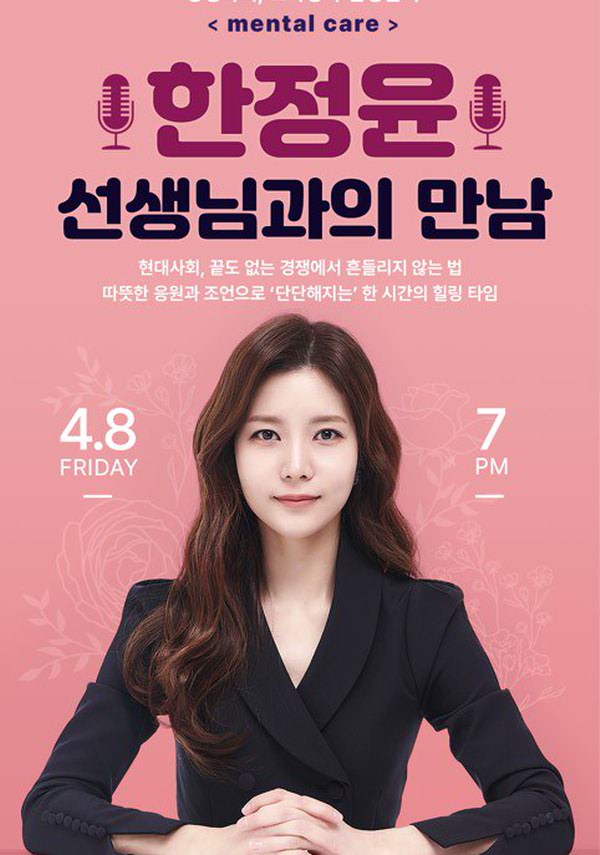 < mental care >
한정윤
선생님과의 만남
현대사회, 끝도 없는 경쟁에서 흔들리지 않는 법
따뜻한 응원과 조언으로 ‘단단해지는’ 한 시간의 힐링 타임
4.8
FRIDAY
7
PM